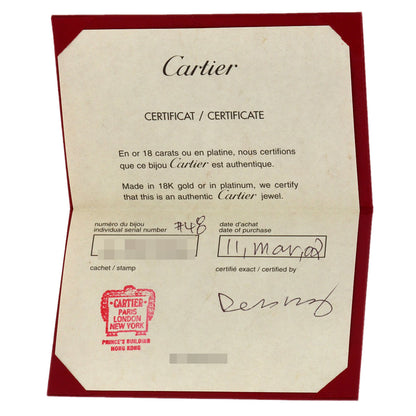 Cartier
CERTIFICAT / CERTIFICATE
En or 18 carats ou en platine, nous certifions
que ce bijou Cartier est authentique.
Made in 18K gold or in platinum, we certify
that this is an authentic Cartier jewel.
numéro du bijou
individual serial number
#48
date d'achat
date of purchase
11, Mar, 02
cachet / stamp
certifié exact / certified by
CARTIER
PARIS
LONDON
NEW YORK
PRINCE'S BUILDING
HONG KONG